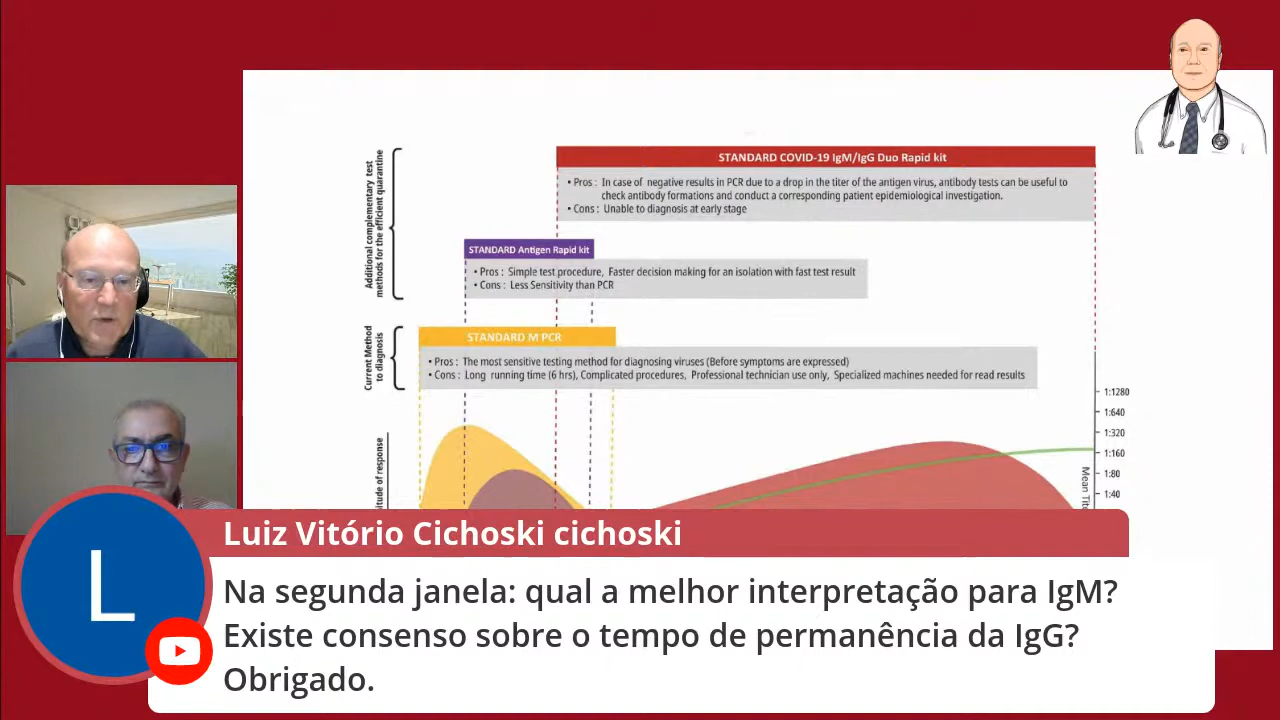 STANDARD COVID-19 IgM/IgG Duo Rapid kit
• Pros : In case of negative results in PCR due to a drop in the titer of the antigen virus, antibody tests can be useful to
check antibody formations and conduct a corresponding patient epidemiological investigation.
• Cons : Unable to diagnosis at early stage
Additional complementary test
methods for the efficient quarantine
STANDARD Antigen Rapid kit
• Pros : Simple test procedure, Faster decision making for an isolation with fast test result
• Cons : Less Sensitivity than PCR
Current Method
to diagnosis
STANDARD M PCR
• Pros : The most sensitive testing method for diagnosing viruses (Before symptoms are expressed)
• Cons : Long running time (6 hrs), Complicated procedures, Professional technician use only, Specialized machines needed for read results
1:1280
1:640
1:320
1:160
1:80
1:40
of response
Mean
L
Luiz Vitório Cichoski cichoski
Na segunda janela: qual a melhor interpretação para IgM?
Existe consenso sobre o tempo de permanência da IgG?
Obrigado.